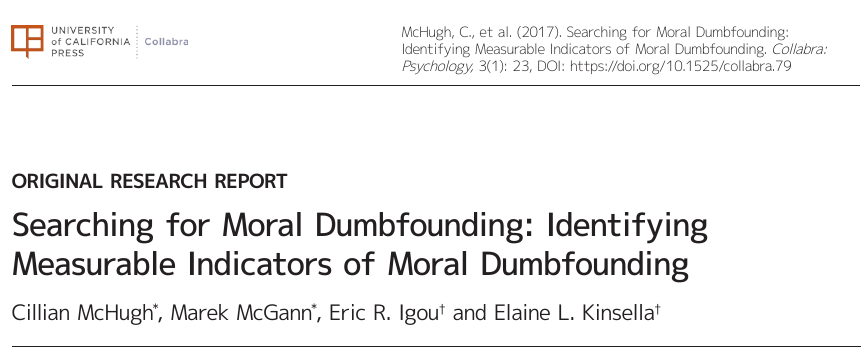 UNIVERSITY
of CALIFORNIA
PRESS
Collabra
McHugh, C., et al. (2017). Searching for Moral Dumbfounding:
Identifying Measurable Indicators of Moral Dumbfounding. Collabra:
Psychology, 3(1): 23, DOI: https://doi.org/10.1525/collabra.79
ORIGINAL RESEARCH REPORT
Searching for Moral Dumbfounding: Identifying
Measurable Indicators of Moral Dumbfounding
Cillian McHugh*, Marek McGann*, Eric R. Igou† and Elaine L. Kinsella†